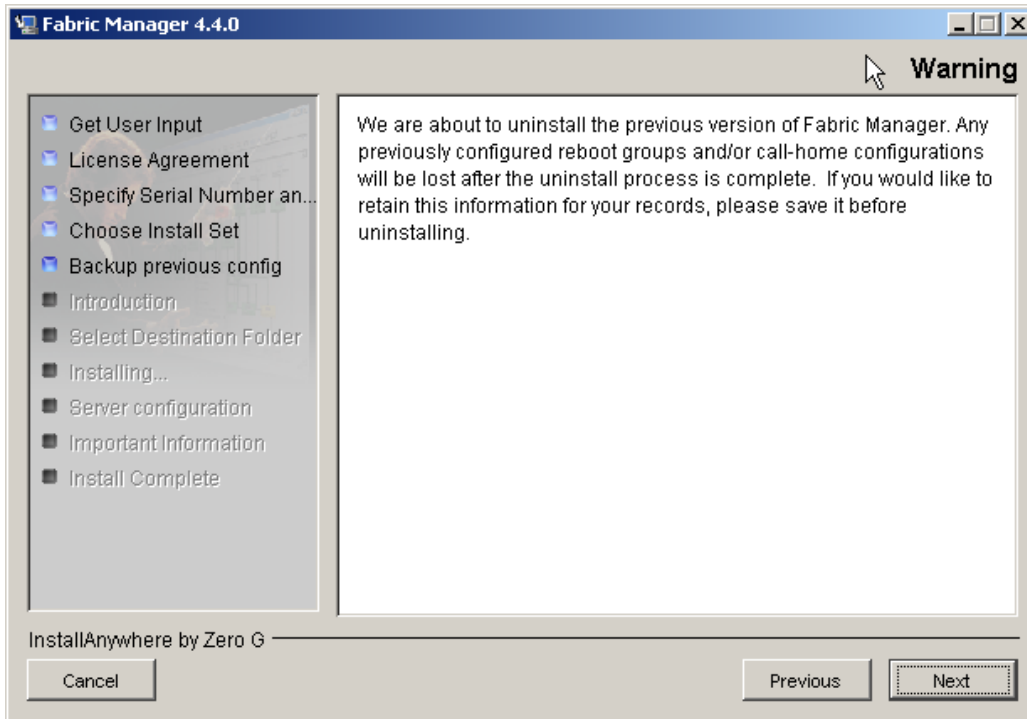 Fabric Manager 4.4.0
Warning
Get User Input
License Agreement
Specify Serial Number an...
Choose Install Set
Backup previous config
Introduction
Select Destination Folder
Installing...
Server configuration
Important Information
Install Complete
We are about to uninstall the previous version of Fabric Manager. Any
previously configured reboot groups and/or call-home configurations
will be lost after the uninstall process is complete.  If you would like to
retain this information for your records, please save it before
uninstalling.
InstallAnywhere by Zero G
Cancel
Previous
Next